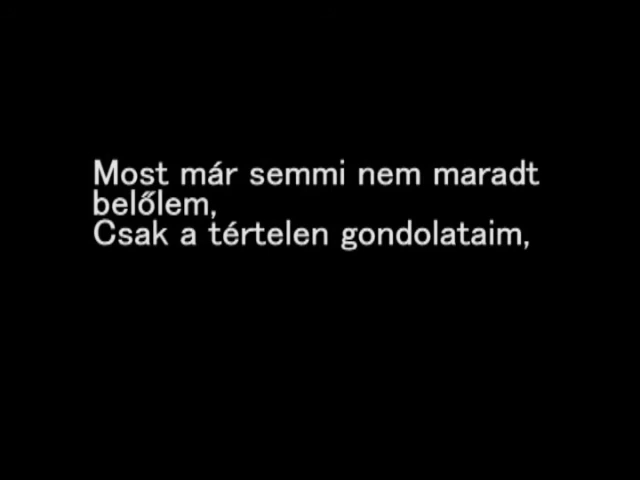 Most már semmi nem maradt
belőlem,
Csak a tértelen gondolataim,